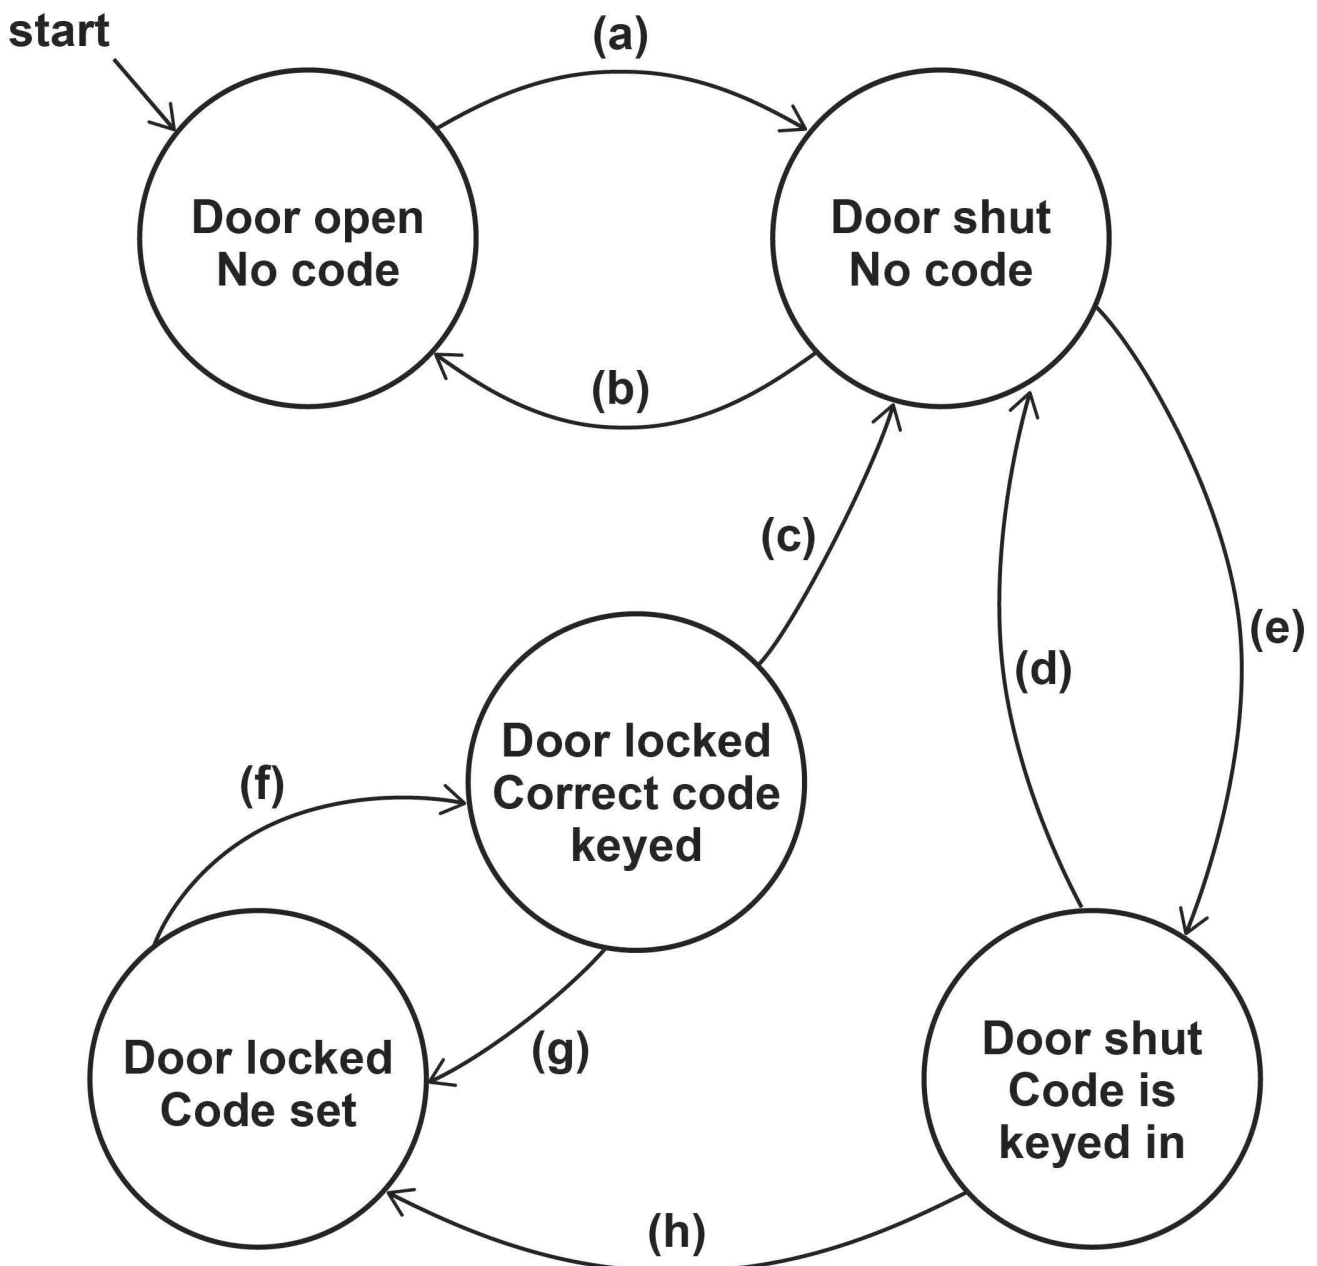 start
(a)
Door open
No code
Door shut
No code
(b)
(c)
(d)
(e)
Door locked
Correct code
keyed
(f)
(g)
Door locked
Code set
Door shut
Code is
keyed in
(h)